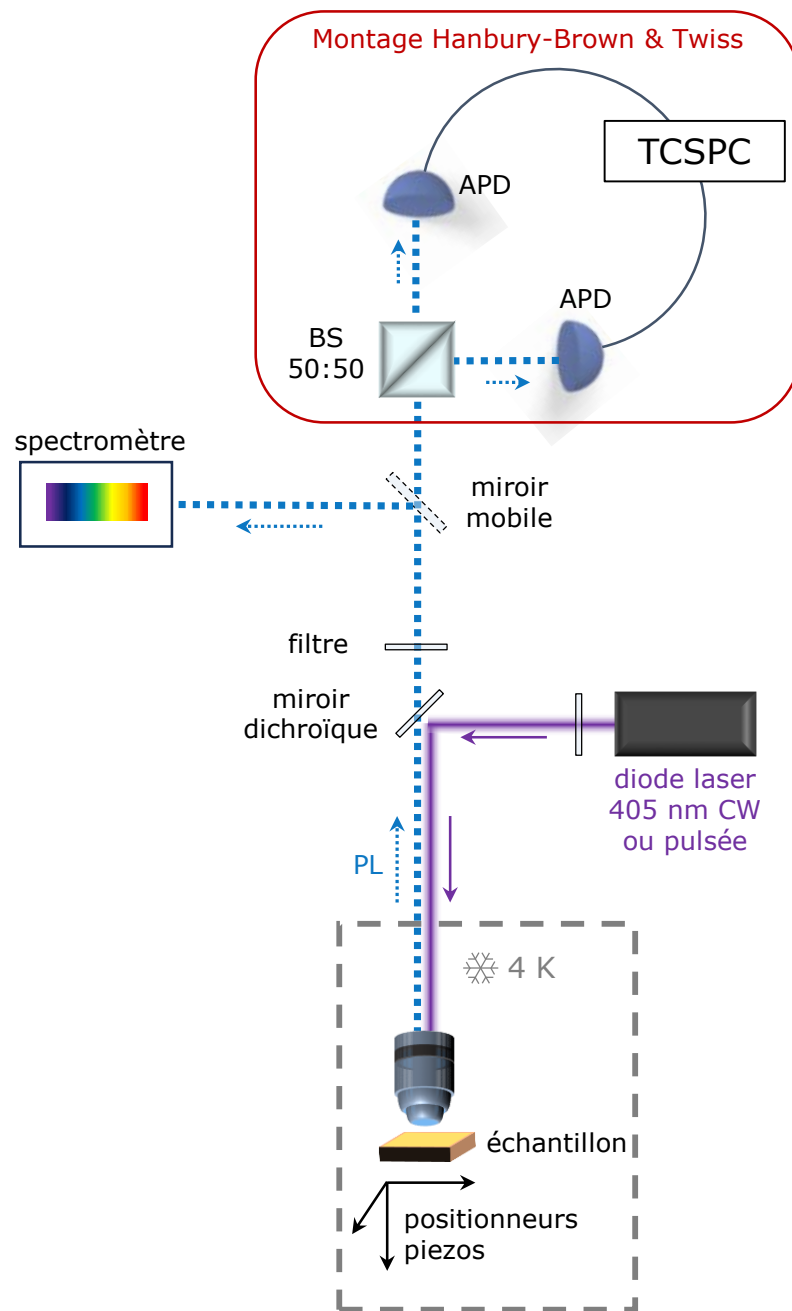 Montage Hanbury-Brown & Twiss
TCSPC
APD
APD
BS
50:50
spectromètre
miroir
mobile
filtre
miroir
dichroïque
diode laser
405 nm CW
ou pulsée
PL
4 K
échantillon
positionneurs
piezos